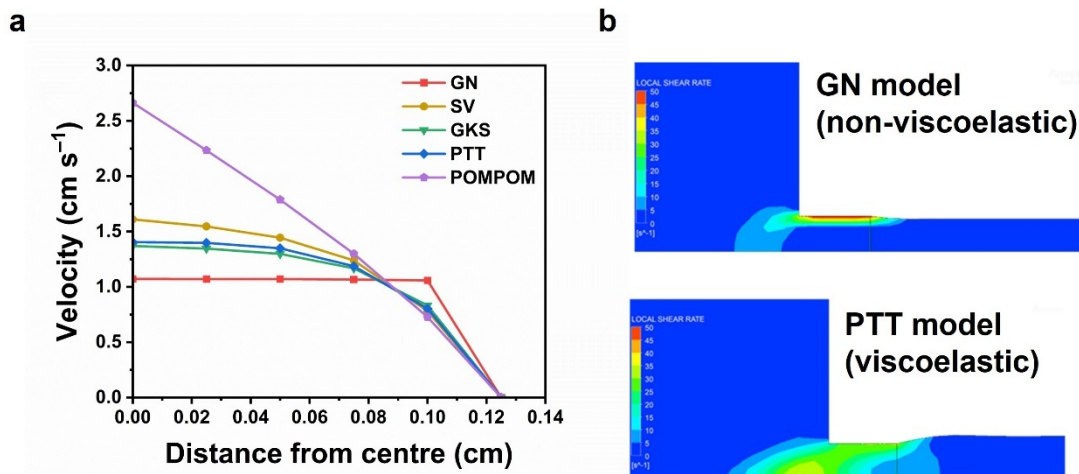 a
3.0
2.5
2.0
1.5
1.0
0.5
0.0
Velocity (cm s⁻¹)
GN
SV
GKS
PTT
POMPOM
0.00 0.02 0.04 0.06 0.08 0.10 0.12 0.14
Distance from centre (cm)
b
LOCAL SHEAR RATE
50
45
40
35
30
25
20
15
10
5
0
[s^-1]
GN model
(non-viscoelastic)
LOCAL SHEAR RATE
50
45
40
35
30
25
20
15
10
5
0
[s^-1]
PTT model
(viscoelastic)